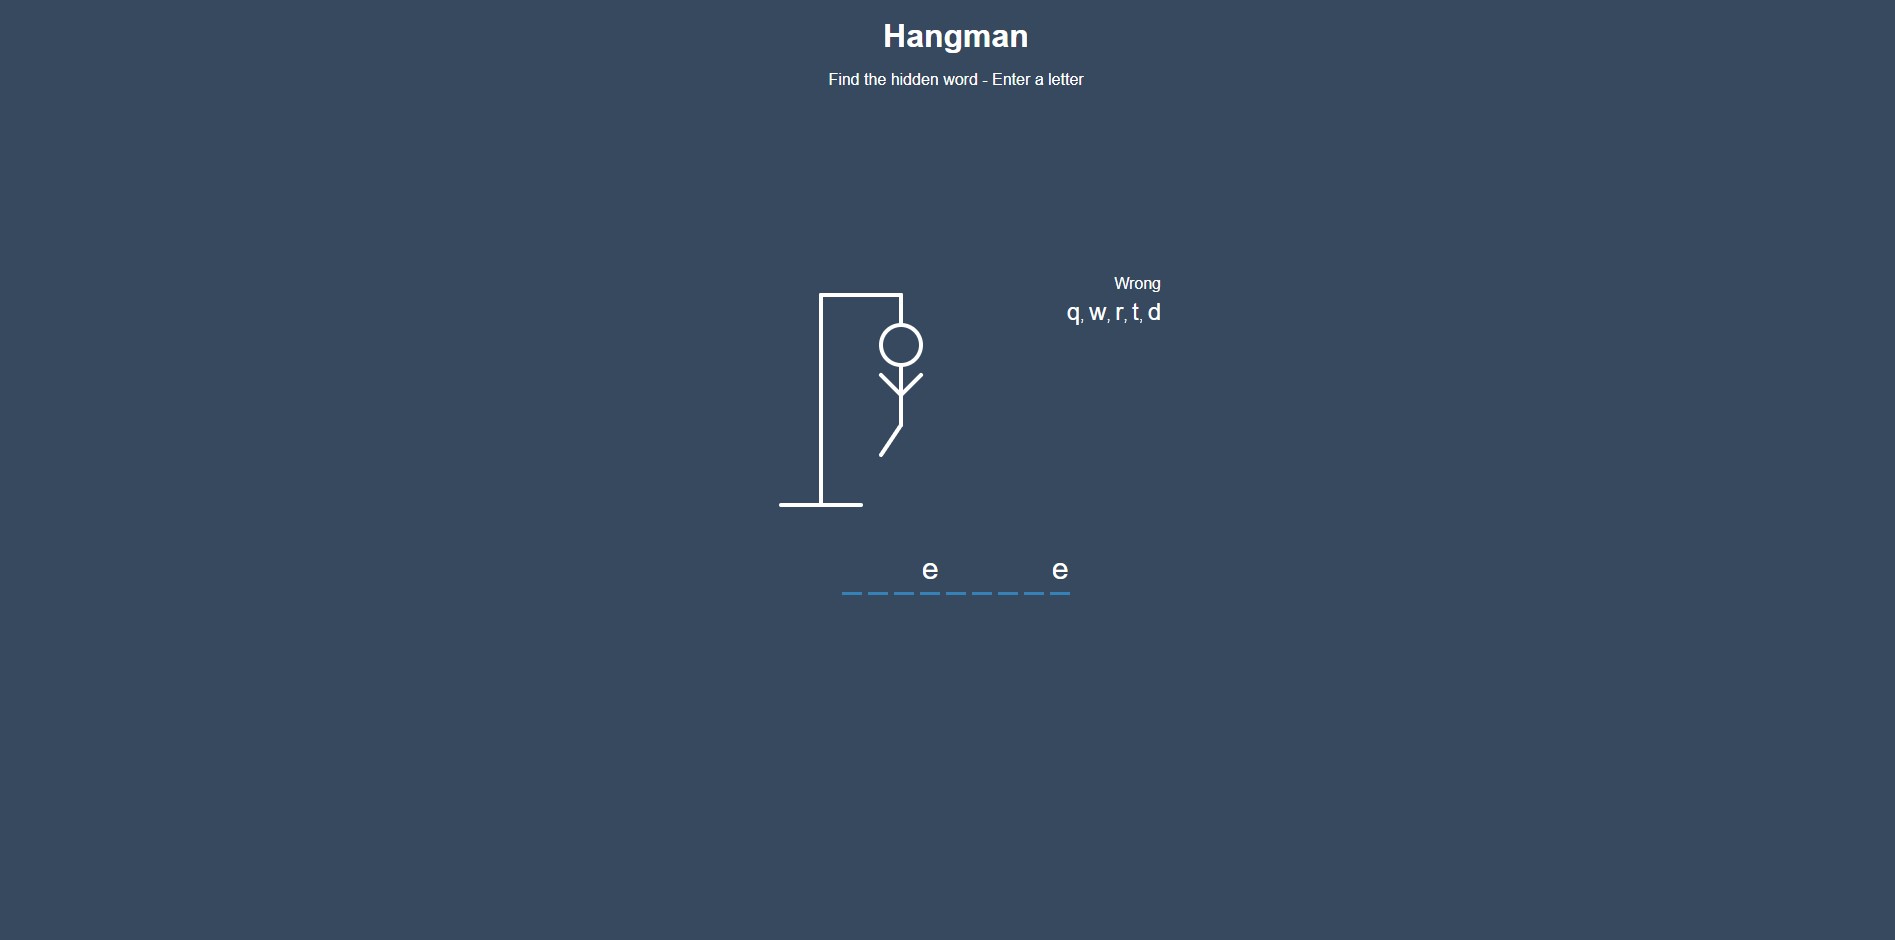 Hangman
Find the hidden word - Enter a letter
Wrong
q, w, r, t, d
e e